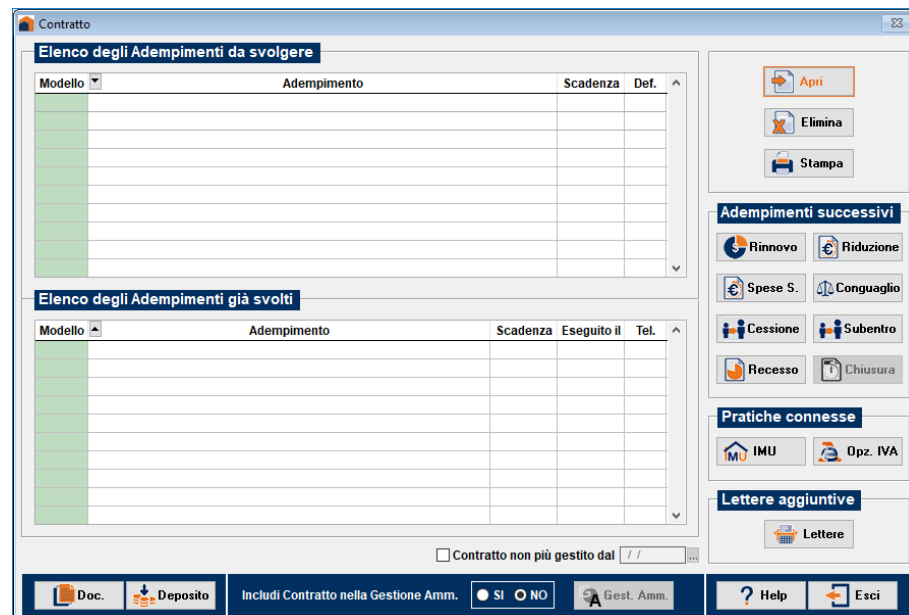 Contratto
Elenco degli Adempimenti da svolgere
Modello Adempimento Scadenza Def.
Elenco degli Adempimenti già svolti
Modello Adempimento Scadenza Eseguito il Tel.
Contratto non più gestito dal / / ...
Apri
Elimina
Stampa
Adempimenti successivi
Rinnovo Riduzione
Spese S. Conguaglio
Cessione Subentro
Recesso Chiusura
Pratiche connesse
IMU IMU Opz. IVA
Lettere aggiuntive
Lettere
Doc. Deposito Includi Contratto nella Gestione Amm. SI NO A Gest. Amm. ? Help Esci